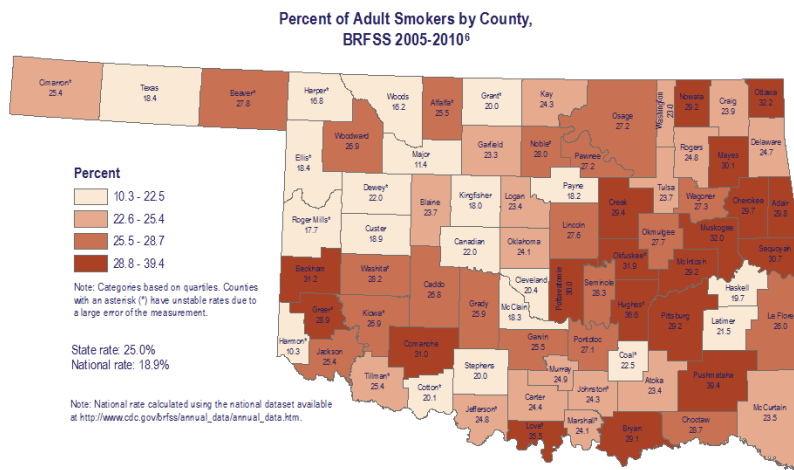 Percent of Adult Smokers by County,
BRFSS 2005-2010⁶
Cimarron*
25.4
Texas
18.4
Beaver*
27.8
Harper*
16.8
Woods
16.2
Alfalfa*
25.5
Grant*
20.0
Kay
24.3
Osage
27.2
Washington
23.0
Nowata
29.2
Craig
23.9
Ottawa
32.2
Ellis*
18.4
Woodward
26.9
Major
11.4
Garfield
23.3
Noble*
28.0
Pawnee
27.2
Rogers
24.8
Mayes
30.1
Delaware
24.7
Dewey*
22.0
Blaine
23.7
Kingfisher
18.0
Logan
23.4
Payne
18.2
Creek
29.4
Tulsa
23.7
Wagoner
27.3
Cherokee
29.7
Adair
29.8
Roger Mills*
17.7
Custer
18.9
Canadian
22.0
Oklahoma
24.1
Lincoln
27.6
Okmulgee
27.7
Muskogee
32.0
Sequoyah
30.7
Beckham
31.2
Washita*
28.2
Caddo
26.8
Grady
25.9
Cleveland
20.4
McClain
18.3
Pottawatomie
30.0
Seminole
28.3
Okfuskee*
31.9
McIntosh
29.2
Haskell
19.7
Greer*
28.9
Kiowa*
26.9
Hughes*
Pittsburg
29.2
Latimer
21.5
Le Flore
26.0
Harmon*
10.3
Jackson
25.4
Comanche
31.0
Garvin
25.5
Pontotoc
27.1
Coal*
22.5
Tillman*
25.4
Cotton*
20.1
Stephens
20.0
Murray
24.9
Johnston*
24.3
Atoka
23.4
Pushmataha
39.4
McCurtain
23.5
Jefferson*
24.8
Carter
24.4
Love*
Marshall*
24.1
Bryan
29.1
Choctaw
28.7
Percent
10.3 - 22.5
22.6 - 25.4
25.5 - 28.7
28.8 - 39.4
Note: Categories based on quartiles. Counties
with an asterisk (*) have unstable rates due to
a large error of the measurement.
State rate: 25.0%
National rate: 18.9%
Note: National rate calculated using the national dataset available
at http://www.cdc.gov/brfss/annual_data/annual_data.htm.